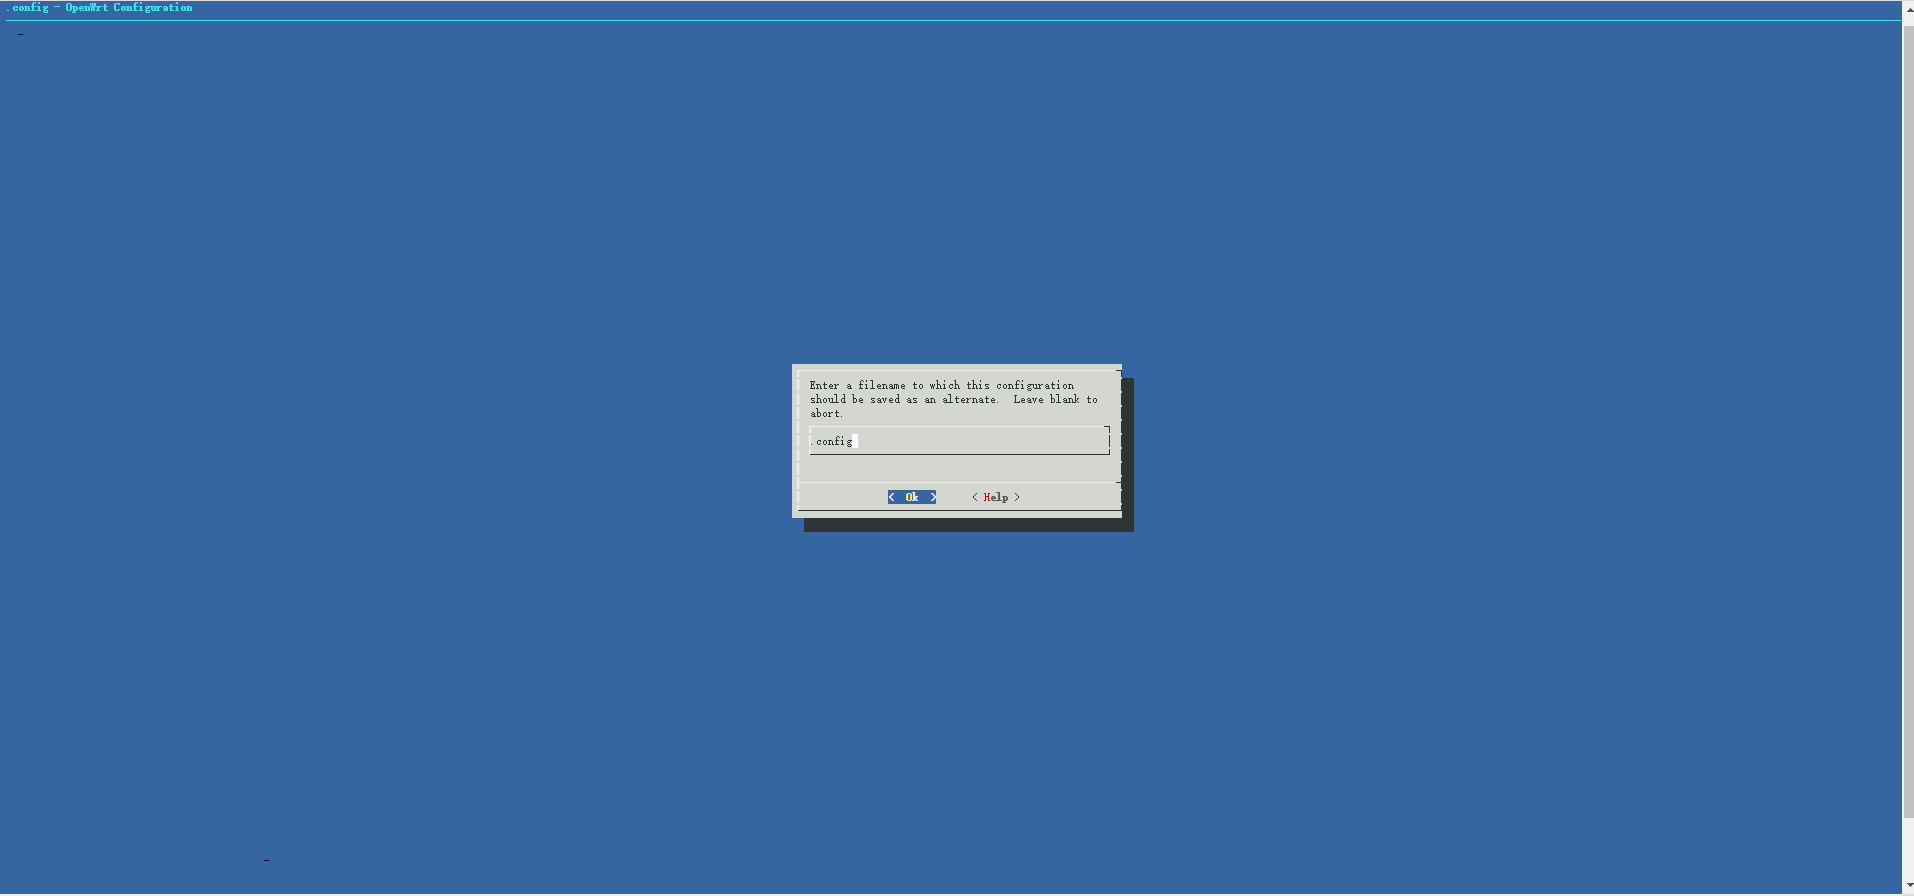 .config - OpenWrt Configuration
Enter a filename to which this configuration
should be saved as an alternate.  Leave blank to
abort.
.config
< Ok > < Help >